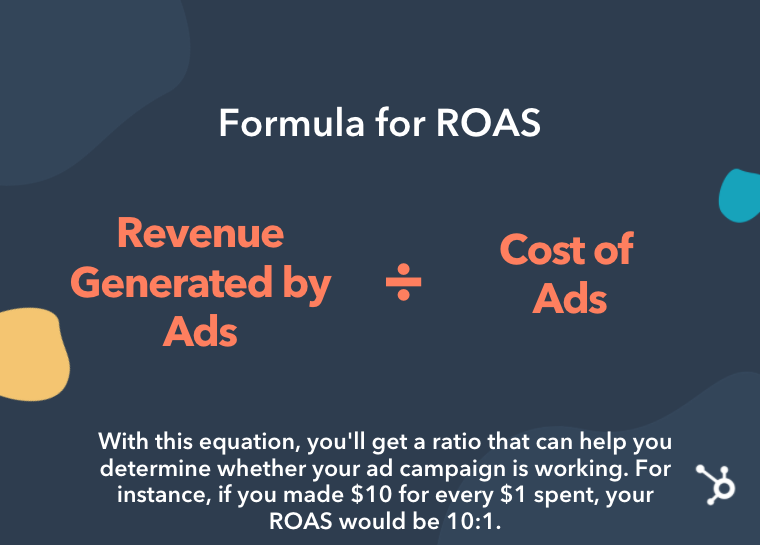 Formula for ROAS
Revenue
Generated by
Ads
÷
Cost of
Ads
With this equation, you'll get a ratio that can help you
determine whether your ad campaign is working. For
instance, if you made $10 for every $1 spent, your
ROAS would be 10:1.